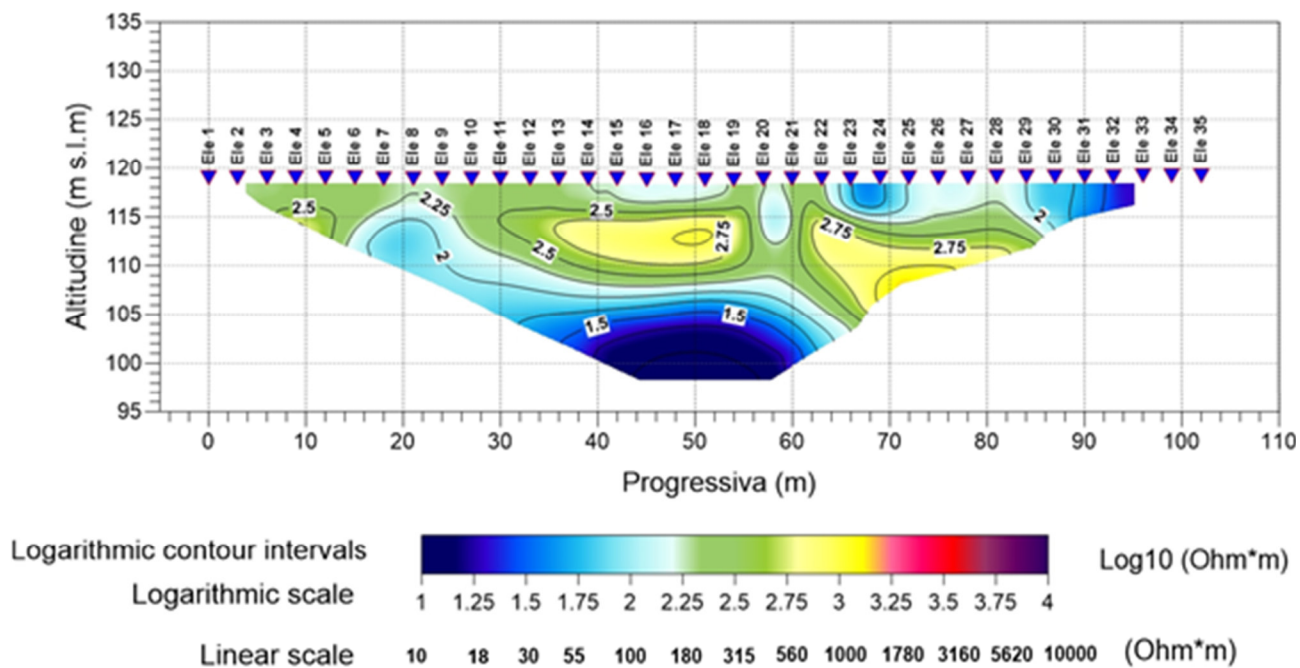 135
130
125
120
115
110
105
100
95
Altitudine (m s.l.m)
Ele 1 Ele 2 Ele 3 Ele 4 Ele 5 Ele 6 Ele 7 Ele 8 Ele 9 Ele 10 Ele 11 Ele 12 Ele 13 Ele 14 Ele 15 Ele 16 Ele 17 Ele 18 Ele 19 Ele 20 Ele 21 Ele 22 Ele 23 Ele 24 Ele 25 Ele 26 Ele 27 Ele 28 Ele 29 Ele 30 Ele 31 Ele 32 Ele 33 Ele 34 Ele 35
2.5 2.25 2.5 2
2.75 2.75 2.75
2 2.5
1.5 1.5
0 10 20 30 40 50 60 70 80 90 100 110
Progressiva (m)
Logarithmic contour intervals Log10 (Ohm*m)
Logarithmic scale 1 1.25 1.5 1.75 2 2.25 2.5 2.75 3 3.25 3.5 3.75 4
Linear scale 10 18 30 55 100 180 315 560 1000 1780 3160 5620 10000 (Ohm*m)